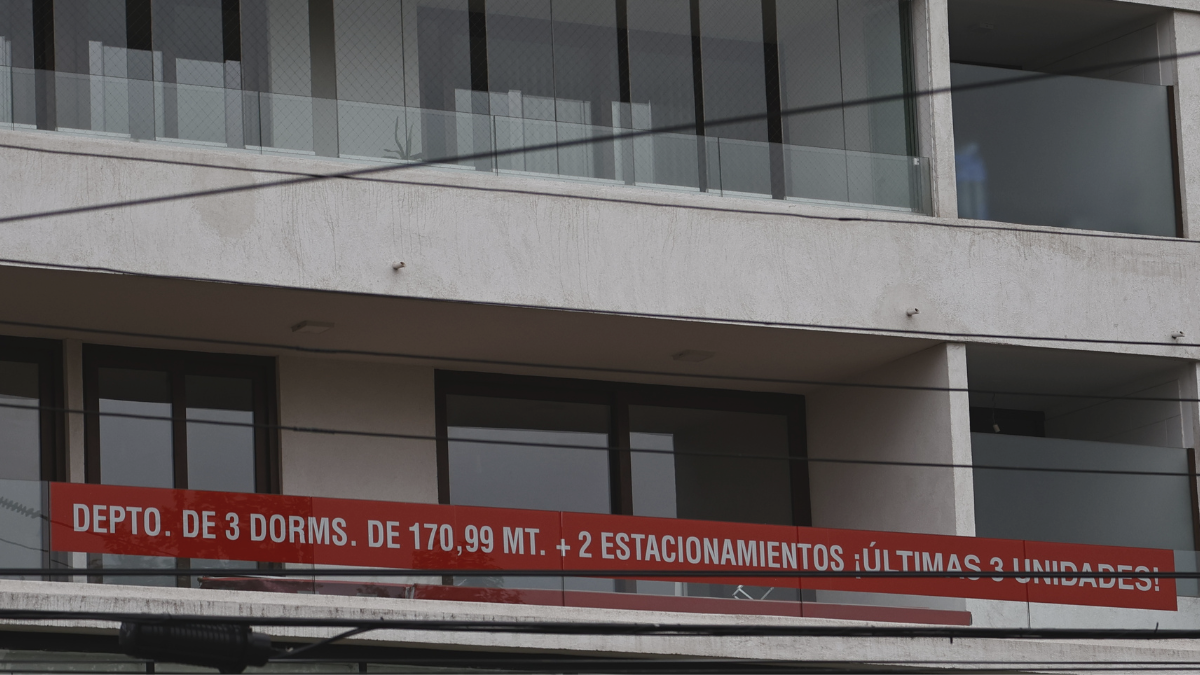 DEPTO. DE 3 DORMS. DE 170,99 MT. + 2 ESTACIONAMIENTOS ¡ÚLTIMAS 3 UNIDADES!